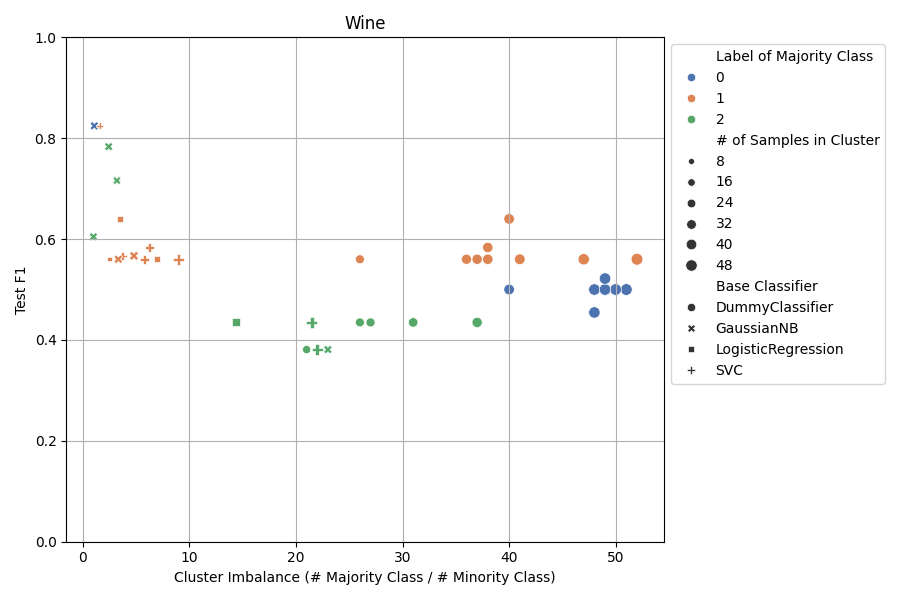 Wine
1.0
0.8
0.6
0.4
0.2
0.0
Test F1
0
10
20
30
40
50
Cluster Imbalance (# Majority Class / # Minority Class)
Label of Majority Class
0
1
2
# of Samples in Cluster
8
16
24
32
40
48
Base Classifier
DummyClassifier
GaussianNB
LogisticRegression
SVC